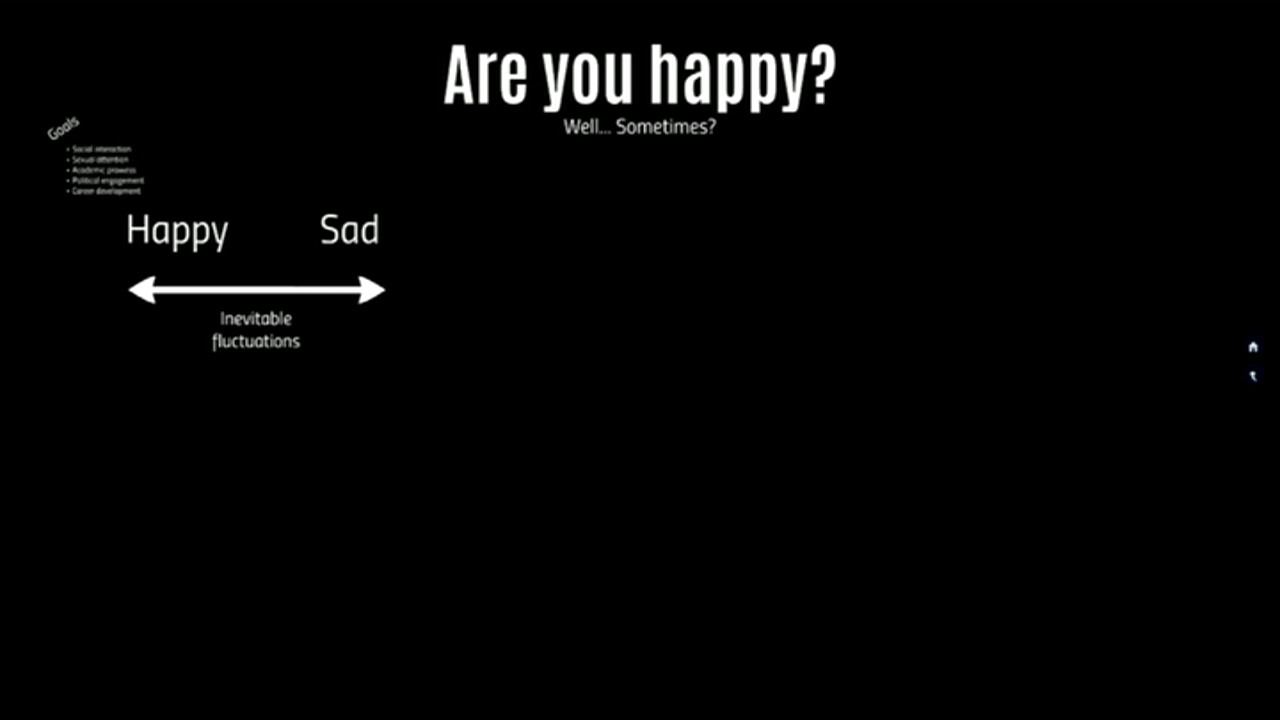 Are you happy?
Well... Sometimes?
Goals
• Social interaction
• Sexual attention
• Academic prowess
• Political engagement
• Career development
Happy
Sad
Inevitable
fluctuations